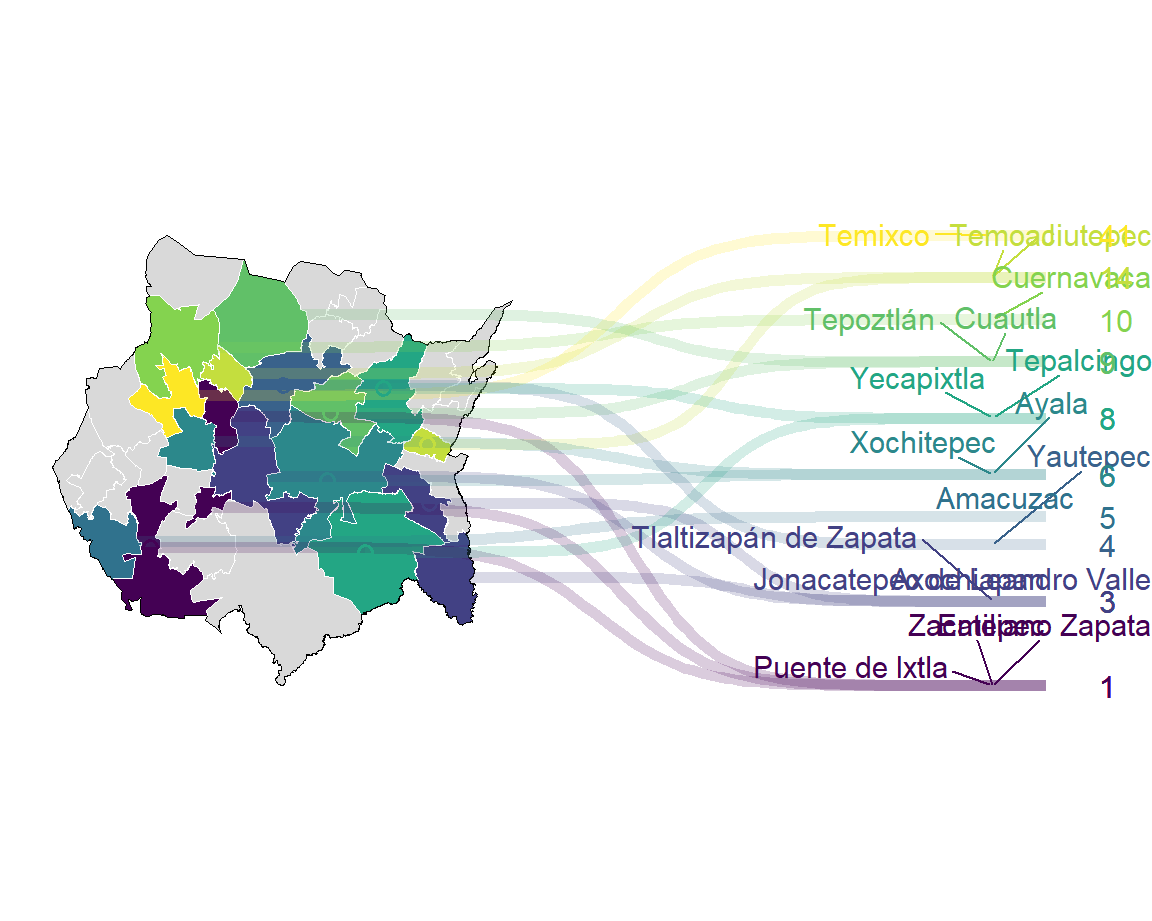 Temixco
Temoac
Jiutepec
Cuernavaca
14
Tepoztlán
Cuautla
10
Tepalcingo
9
Yecapixtla
Ayala
8
Xochitepec
Yautepec
6
Amacuzac
5
Tlaltizapán de Zapata
4
Jonacatepec de Leandro Valle
Axochiapan
3
Zacatepec
Emiliano Zapata
Puente de Ixtla
1